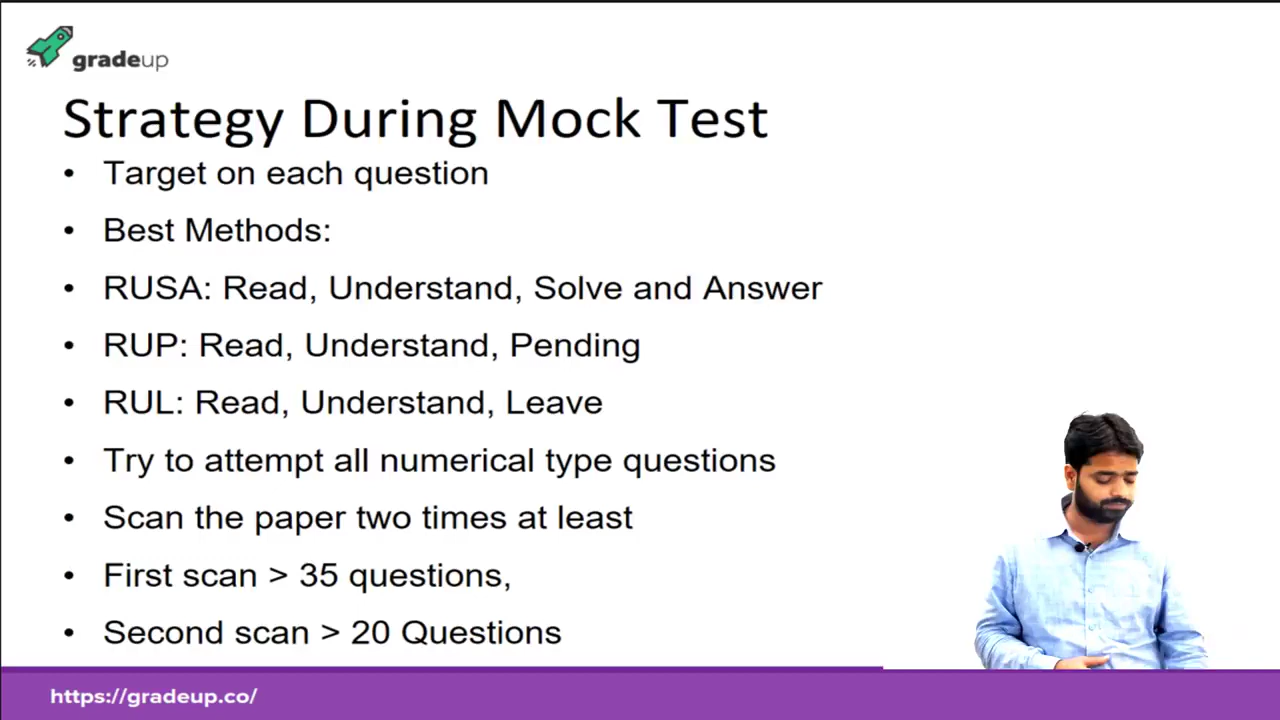 gradeup
Strategy During Mock Test
• Target on each question
• Best Methods:
• RUSA: Read, Understand, Solve and Answer
• RUP: Read, Understand, Pending
• RUL: Read, Understand, Leave
• Try to attempt all numerical type questions
• Scan the paper two times at least
• First scan > 35 questions,
• Second scan > 20 Questions
https://gradeup.co/